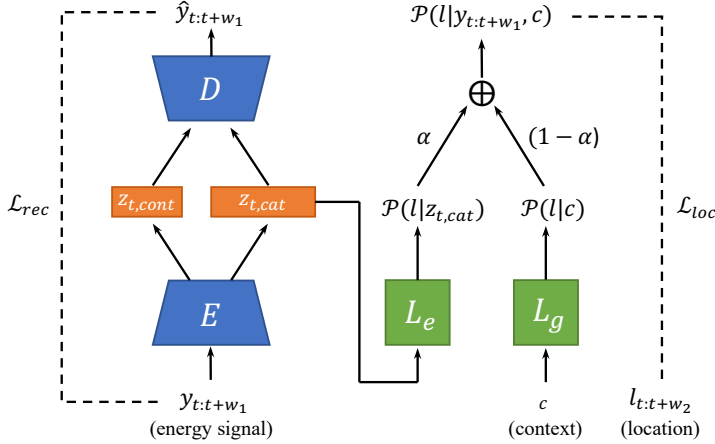 ŷ_{t:t+w_1}
𝒫(l|y_{t:t+w_1}, c)
D
α
(1 − α)
z_{t,cont}
z_{t,cat}
𝒫(l|z_{t,cat})
𝒫(l|c)
ℒ_{rec}
ℒ_{loc}
E
L_e
L_g
y_{t:t+w_1}
c
l_{t:t+w_2}
(energy signal)
(context)
(location)